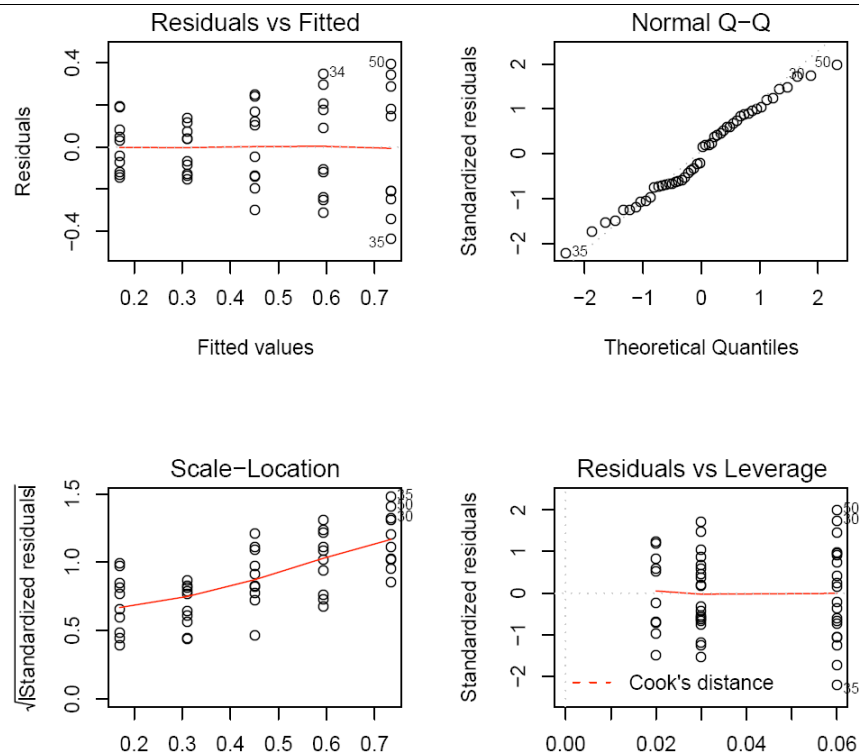 Residuals vs Fitted
Residuals
0.4
0.0
−0.4
34
50
35
0.2 0.3 0.4 0.5 0.6 0.7
Fitted values
Normal Q−Q
Standardized residuals
2
1
0
−1
−2
30
50
35
−2 −1 0 1 2
Theoretical Quantiles
Scale−Location
√|Standardized residuals|
1.5
1.0
0.5
0.0
35
50
30
0.2 0.3 0.4 0.5 0.6 0.7
Residuals vs Leverage
Standardized residuals
2
1
0
−1
−2
50
30
35
Cook's distance
0.00 0.02 0.04 0.06